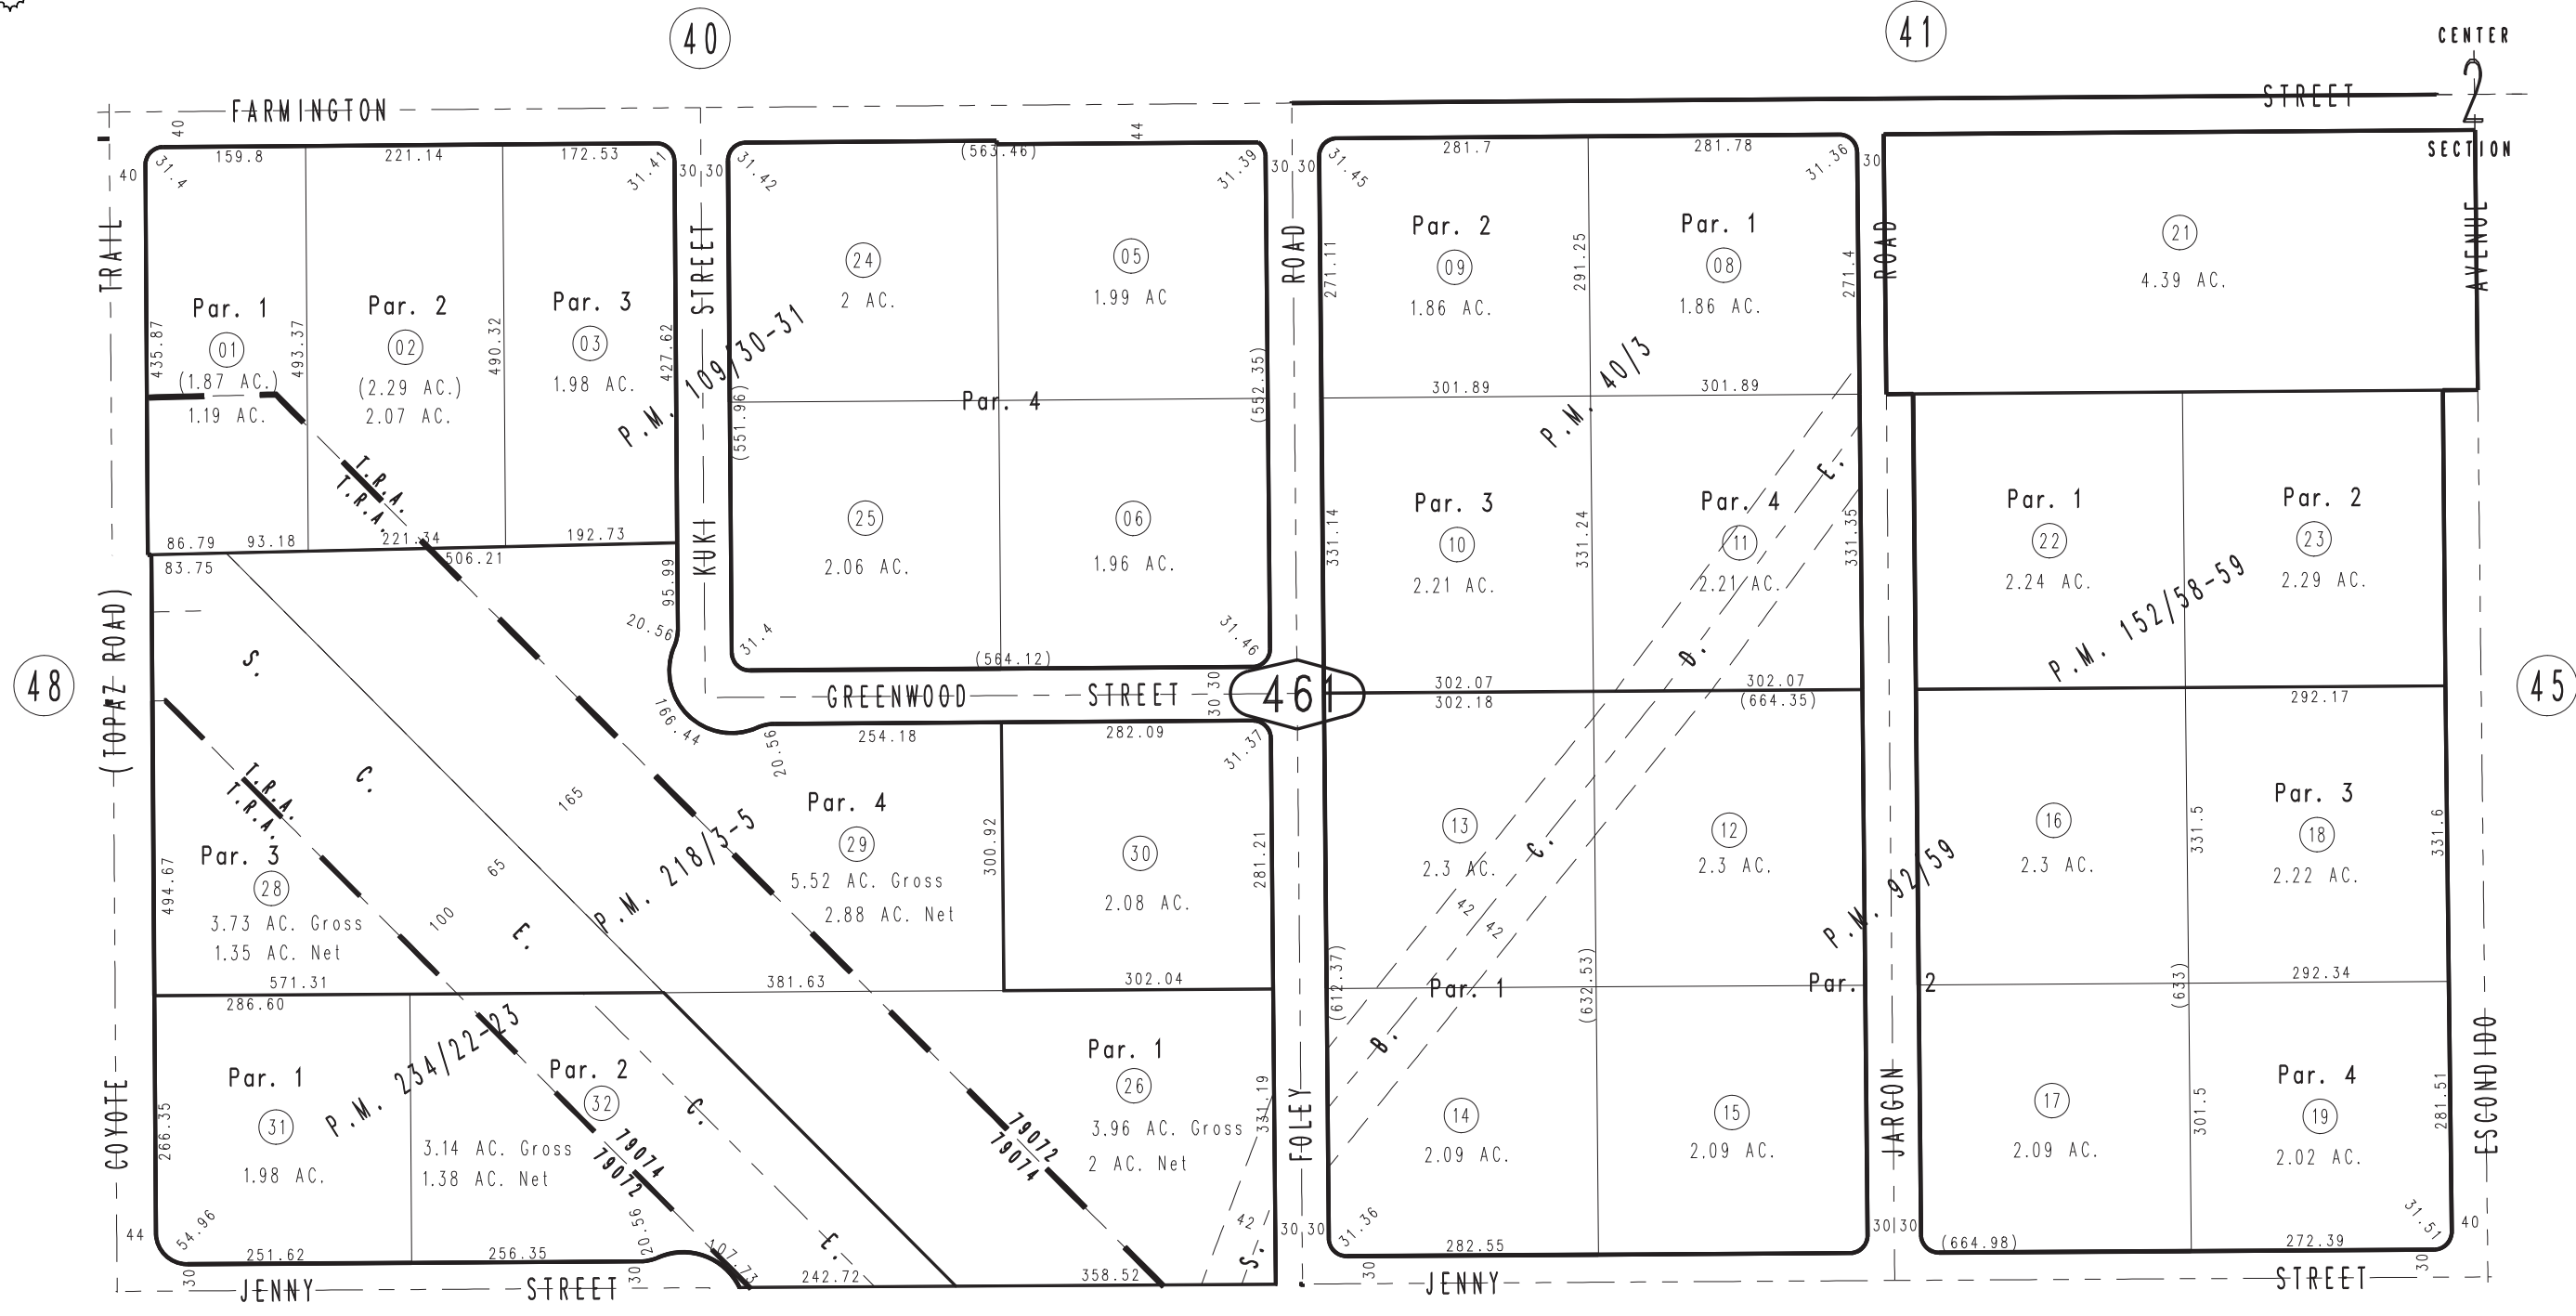 40
41
CENTER
2
SECTION
FARMINGTON
STREET
40
44
159.8
221.14
172.53
(563.46)
281.7
281.78
40
31.4
31.41
30 30
31.42
31.39
30 30
31.45
31.36
30
TRAIL
STREET
ROAD
ROAD
AVENUE
Par. 1
01
(1.87 AC.)
1.19 AC.
435.87
493.37
Par. 2
02
(2.29 AC.)
2.07 AC.
490.32
Par. 3
03
1.98 AC.
427.62
P.M. 109/30-31
24
2 AC.
05
1.99 AC
(551.96)
Par. 4
(552.35)
25
2.06 AC.
06
1.96 AC.
31.4
31.46
(564.12)
Par. 2
09
1.86 AC.
271.11
291.25
Par. 1
08
1.86 AC.
271.4
301.89
301.89
P.M. 40/3
21
4.39 AC.
Par. 3
10
2.21 AC.
331.14
331.24
Par. 4
11
2.21 AC.
331.35
E.
D.
C.
B.
Par. 1
22
2.24 AC.
Par. 2
23
2.29 AC.
P.M. 152/58-59
T.R.A.
T.R.A.
86.79
93.18
221.34
192.73
83.75
506.21
95.99
KUKI
20.56
166.44
20.56
(TOPAZ ROAD)
48
GREENWOOD
STREET
30 30
461
302.07
302.07
302.18
(664.35)
292.17
45
S.
C.
E.
T.R.A.
T.R.A.
165
65
100
254.18
282.09
31.37
Par. 3
28
3.73 AC. Gross
1.35 AC. Net
494.67
571.31
P.M. 218/3-5
Par. 4
29
5.52 AC. Gross
2.88 AC. Net
300.92
30
2.08 AC.
281.21
381.63
302.04
13
2.3 AC.
12
2.3 AC.
42
42
(612.37)
(632.53)
Par. 1
P.M. 92/59
Par. 2
16
2.3 AC.
331.5
Par. 3
18
2.22 AC.
331.6
(633)
292.34
286.60
P.M. 234/22-23
Par. 1
31
1.98 AC.
266.35
Par. 2
32
3.14 AC. Gross
1.38 AC. Net
79074
79072
C.
E.
79072
79074
Par. 1
26
3.96 AC. Gross
2 AC. Net
331.19
42
S.
14
2.09 AC.
15
2.09 AC.
17
2.09 AC.
301.5
Par. 4
19
2.02 AC.
281.51
COYOTE
FOLEY
JARGON
ESCONDIDO
44
54.96
251.62
256.35
20.56
107.73
242.72
358.52
30 30
31.36
282.55
30 30
(664.98)
272.39
31.51
40
30
30
30
30
JENNY
STREET
JENNY
STREET